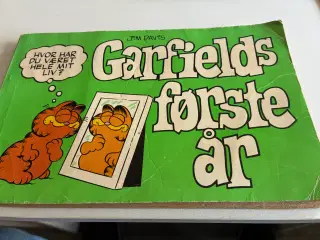 JIM DAVIS
HVOR HAR
DU VÆRET
HELE MIT
LIV?
Garfields
første
år